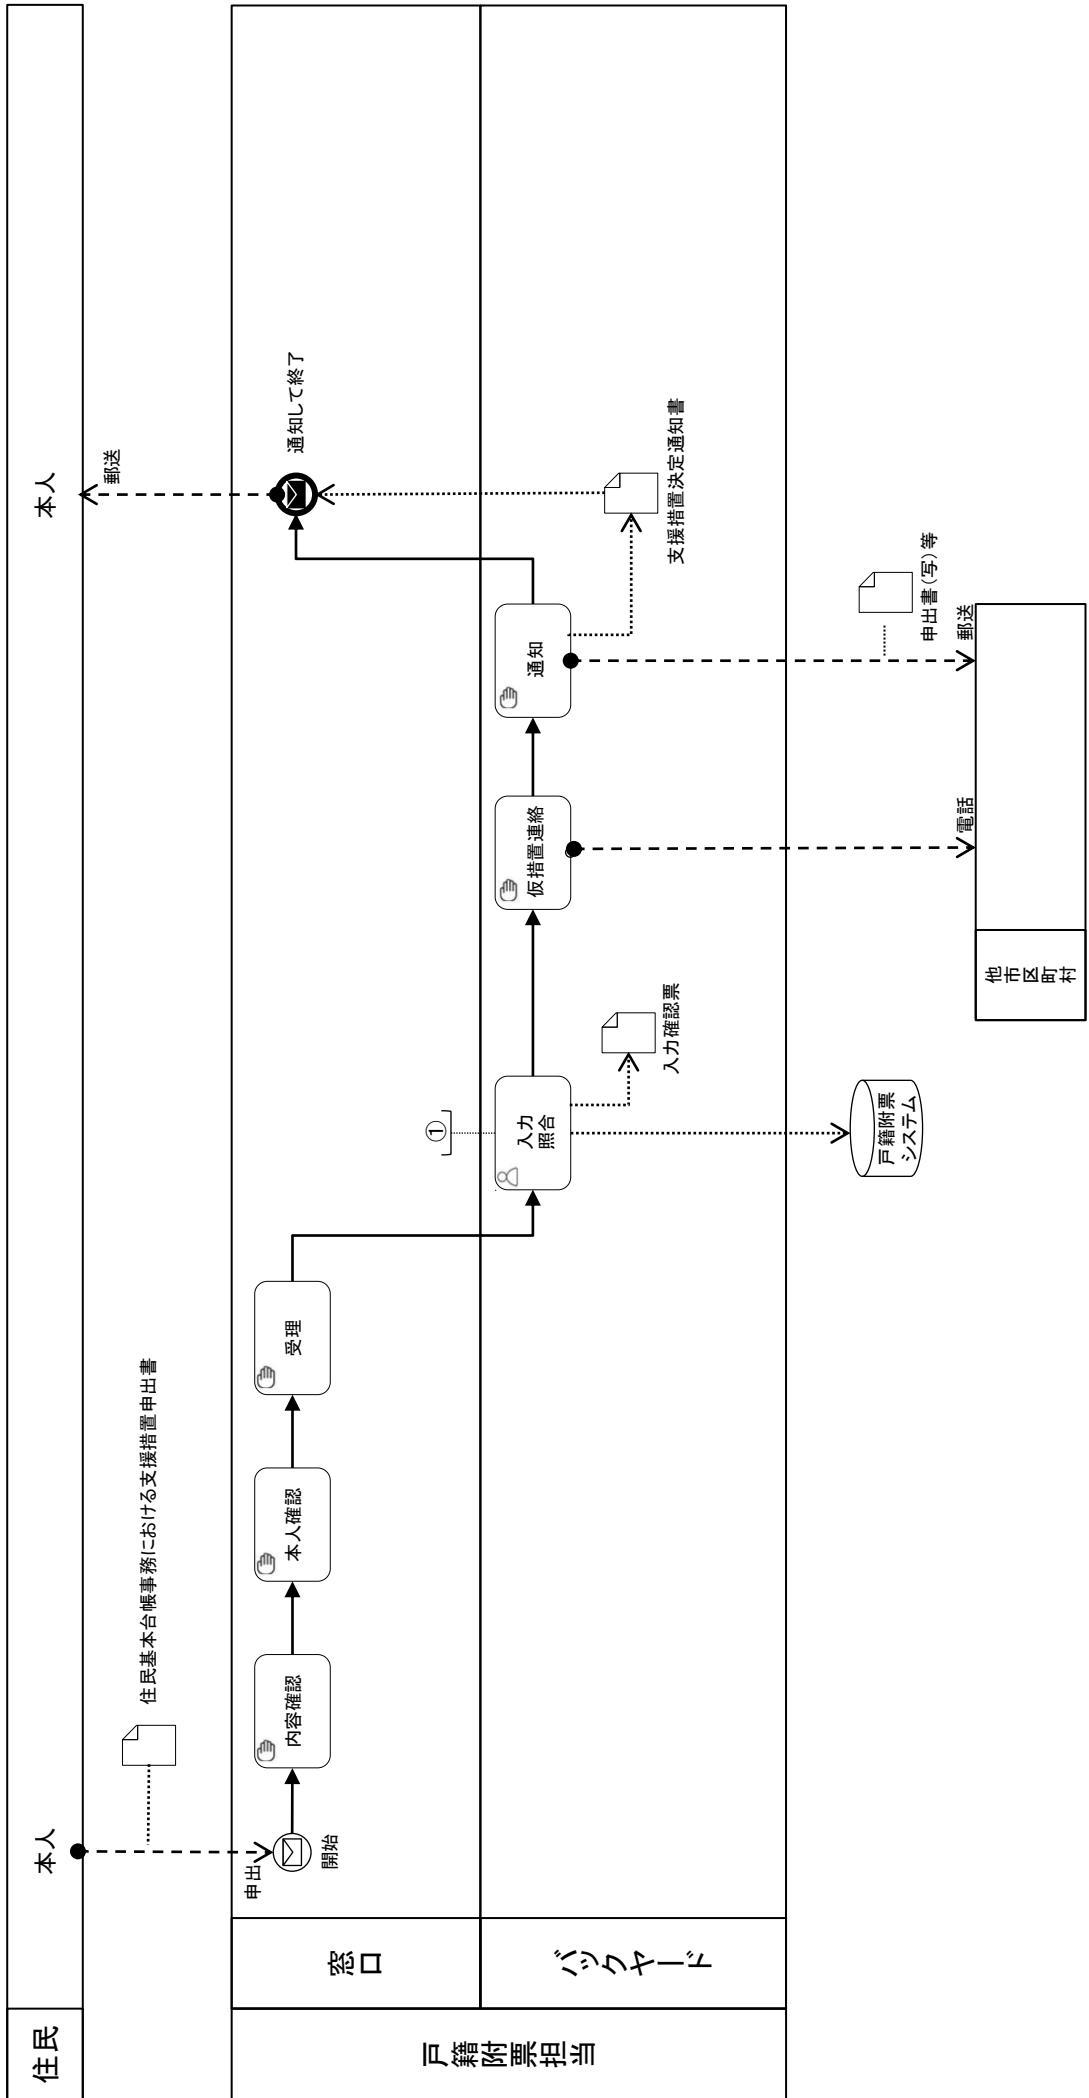 住民
本人
本人
郵送
住民基本台帳事務における支援措置申出書
戸籍附票担当
窓口
申出
開始
内容確認
本人確認
受理
通知して終了
バックヤード
①
入力
照合
仮措置連絡
通知
入力確認票
支援措置決定通知書
戸籍附票
システム
申出書(写)等
電話
郵送
他市区町村